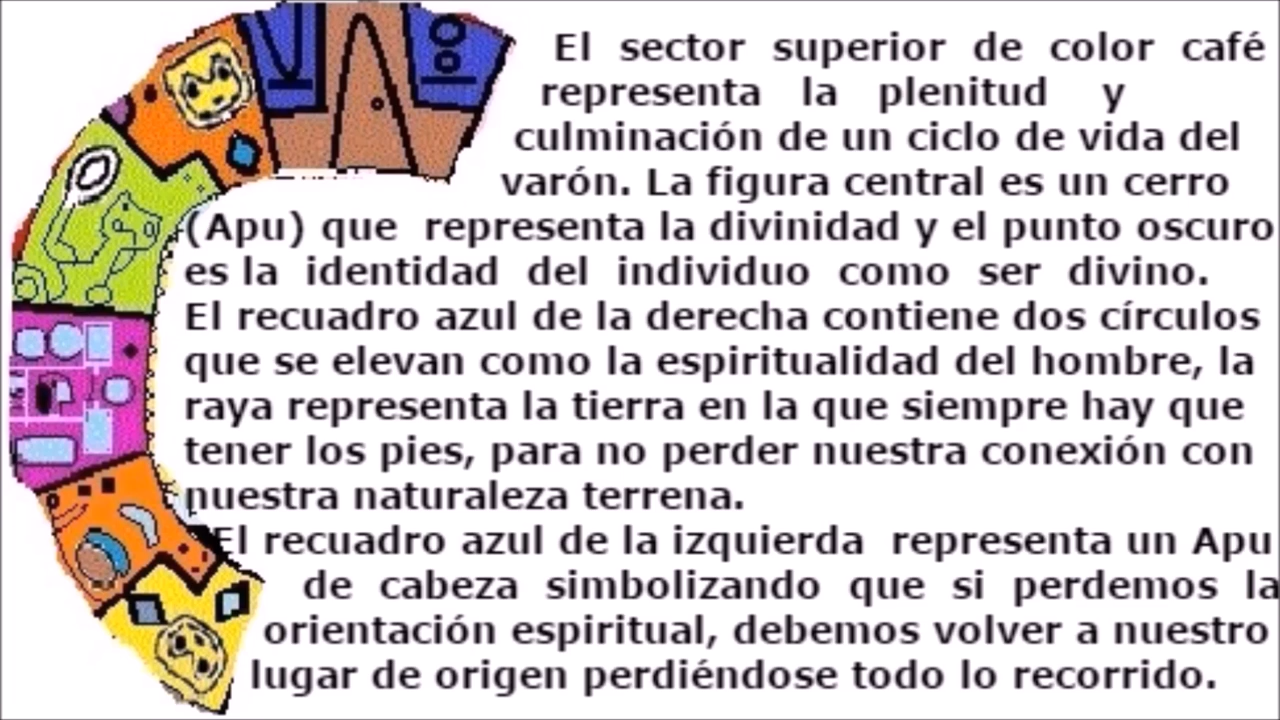 El sector superior de color café
representa la plenitud y
culminación de un ciclo de vida del
varón. La figura central es un cerro
(Apu) que representa la divinidad y el punto oscuro
es la identidad del individuo como ser divino.
El recuadro azul de la derecha contiene dos círculos
que se elevan como la espiritualidad del hombre, la
raya representa la tierra en la que siempre hay que
tener los pies, para no perder nuestra conexión con
nuestra naturaleza terrena.
El recuadro azul de la izquierda representa un Apu
de cabeza simbolizando que si perdemos la
orientación espiritual, debemos volver a nuestro
lugar de origen perdiéndose todo lo recorrido.